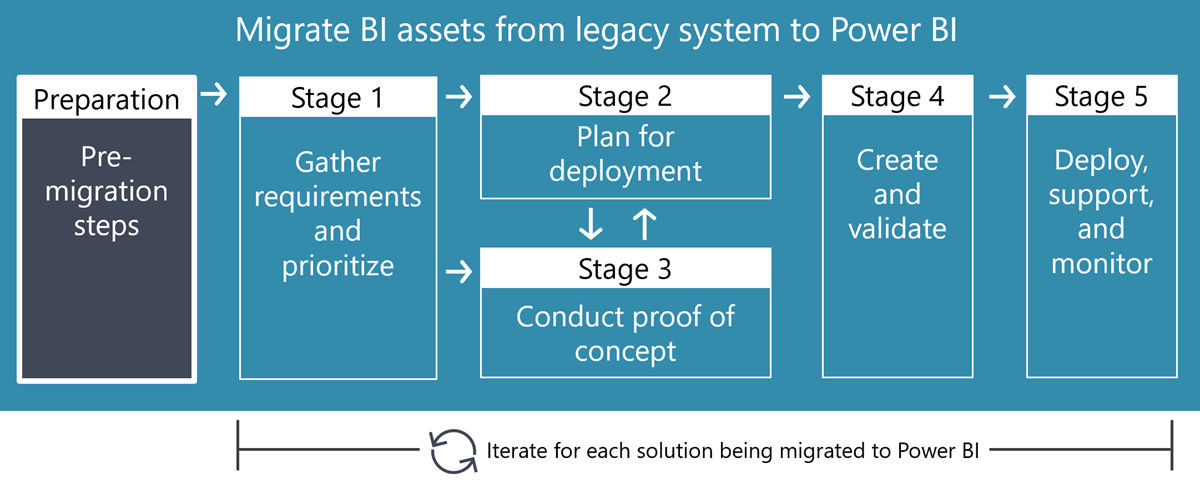 Migrate BI assets from legacy system to Power BI
Preparation
Pre-
migration
steps
Stage 1
Gather
requirements
and
prioritize
Stage 2
Plan for
deployment
Stage 3
Conduct proof of
concept
Stage 4
Create
and
validate
Stage 5
Deploy,
support,
and
monitor
Iterate for each solution being migrated to Power BI